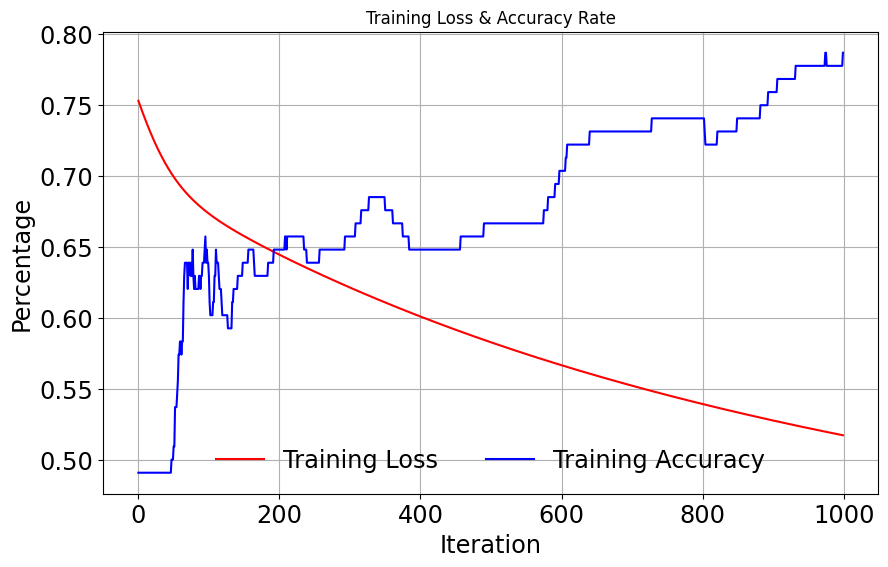 Training Loss & Accuracy Rate
0.80
0.75
0.70
0.65
0.60
0.55
0.50
Percentage
Training Loss
Training Accuracy
0 200 400 600 800 1000
Iteration